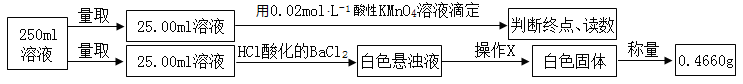 250ml
溶液
量取
25.00ml溶液
用0.02mol·L⁻¹酸性KMnO₄溶液滴定
判断终点、读数
量取
25.00ml溶液
HCl酸化的BaCl₂
白色悬浊液
操作X
白色固体
称量
0.4660g